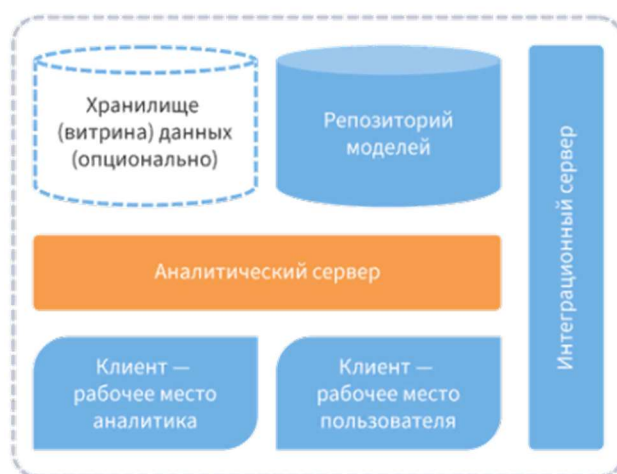 Хранилище
(витрина) данных
(опционально)
Репозиторий
моделей
Интеграционный сервер
Аналитический сервер
Клиент —
рабочее место
аналитика
Клиент —
рабочее место
пользователя